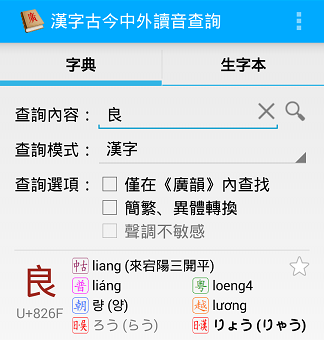 漢字古今中外讀音查詢
字典 生字本
查詢內容： 良
查詢模式： 漢字
查詢選項： 僅在《廣韻》內查找
簡繁、異體轉換
聲調不敏感
良 中古 liang (來宕陽三開平)
普 liáng 粵 loeng4
朝 량 (양) 越 lương
U+826F 日吳 ろう (らう) 日漢 りょう (りゃう)